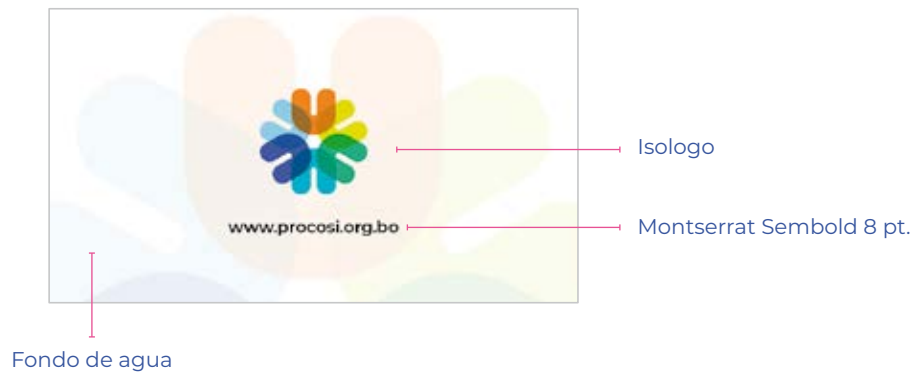 Isologo
www.procosi.org.bo
Montserrat Sembold 8 pt.
Fondo de agua